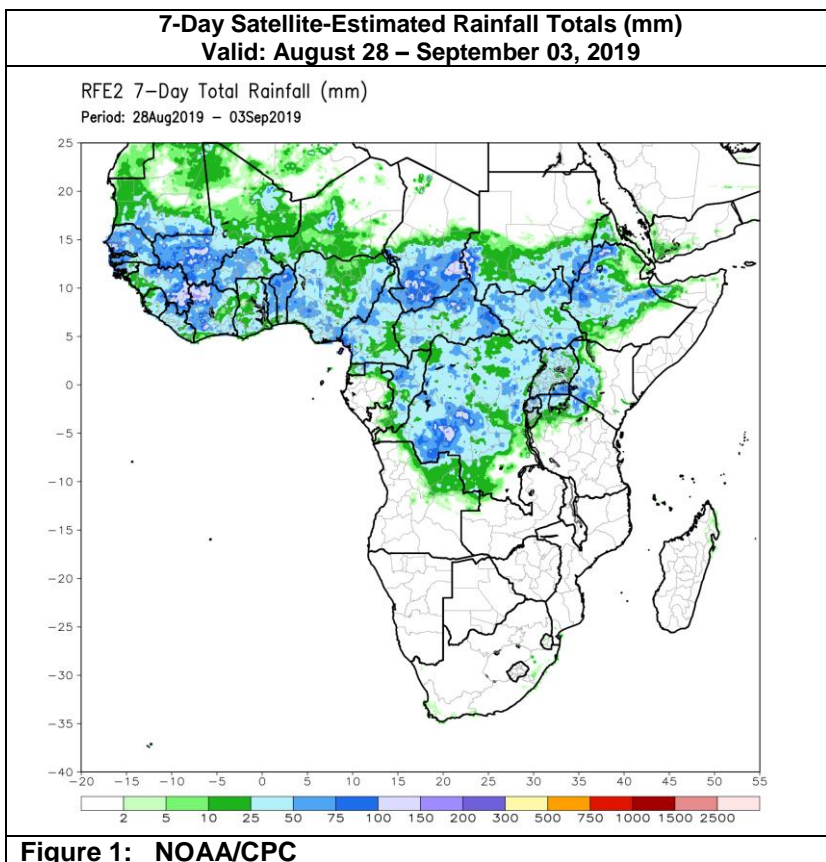 7-Day Satellite-Estimated Rainfall Totals (mm)
Valid: August 28 – September 03, 2019
RFE2 7-Day Total Rainfall (mm)
Period: 28Aug2019 – 03Sep2019
25
20
15
10
5
0
−5
−10
−15
−20
−25
−30
−35
−40
−20 −15 −10 −5 0 5 10 15 20 25 30 35 40 45 50 55
2 5 10 25 50 75 100 150 200 300 500 750 1000 1500 2500
Figure 1: NOAA/CPC